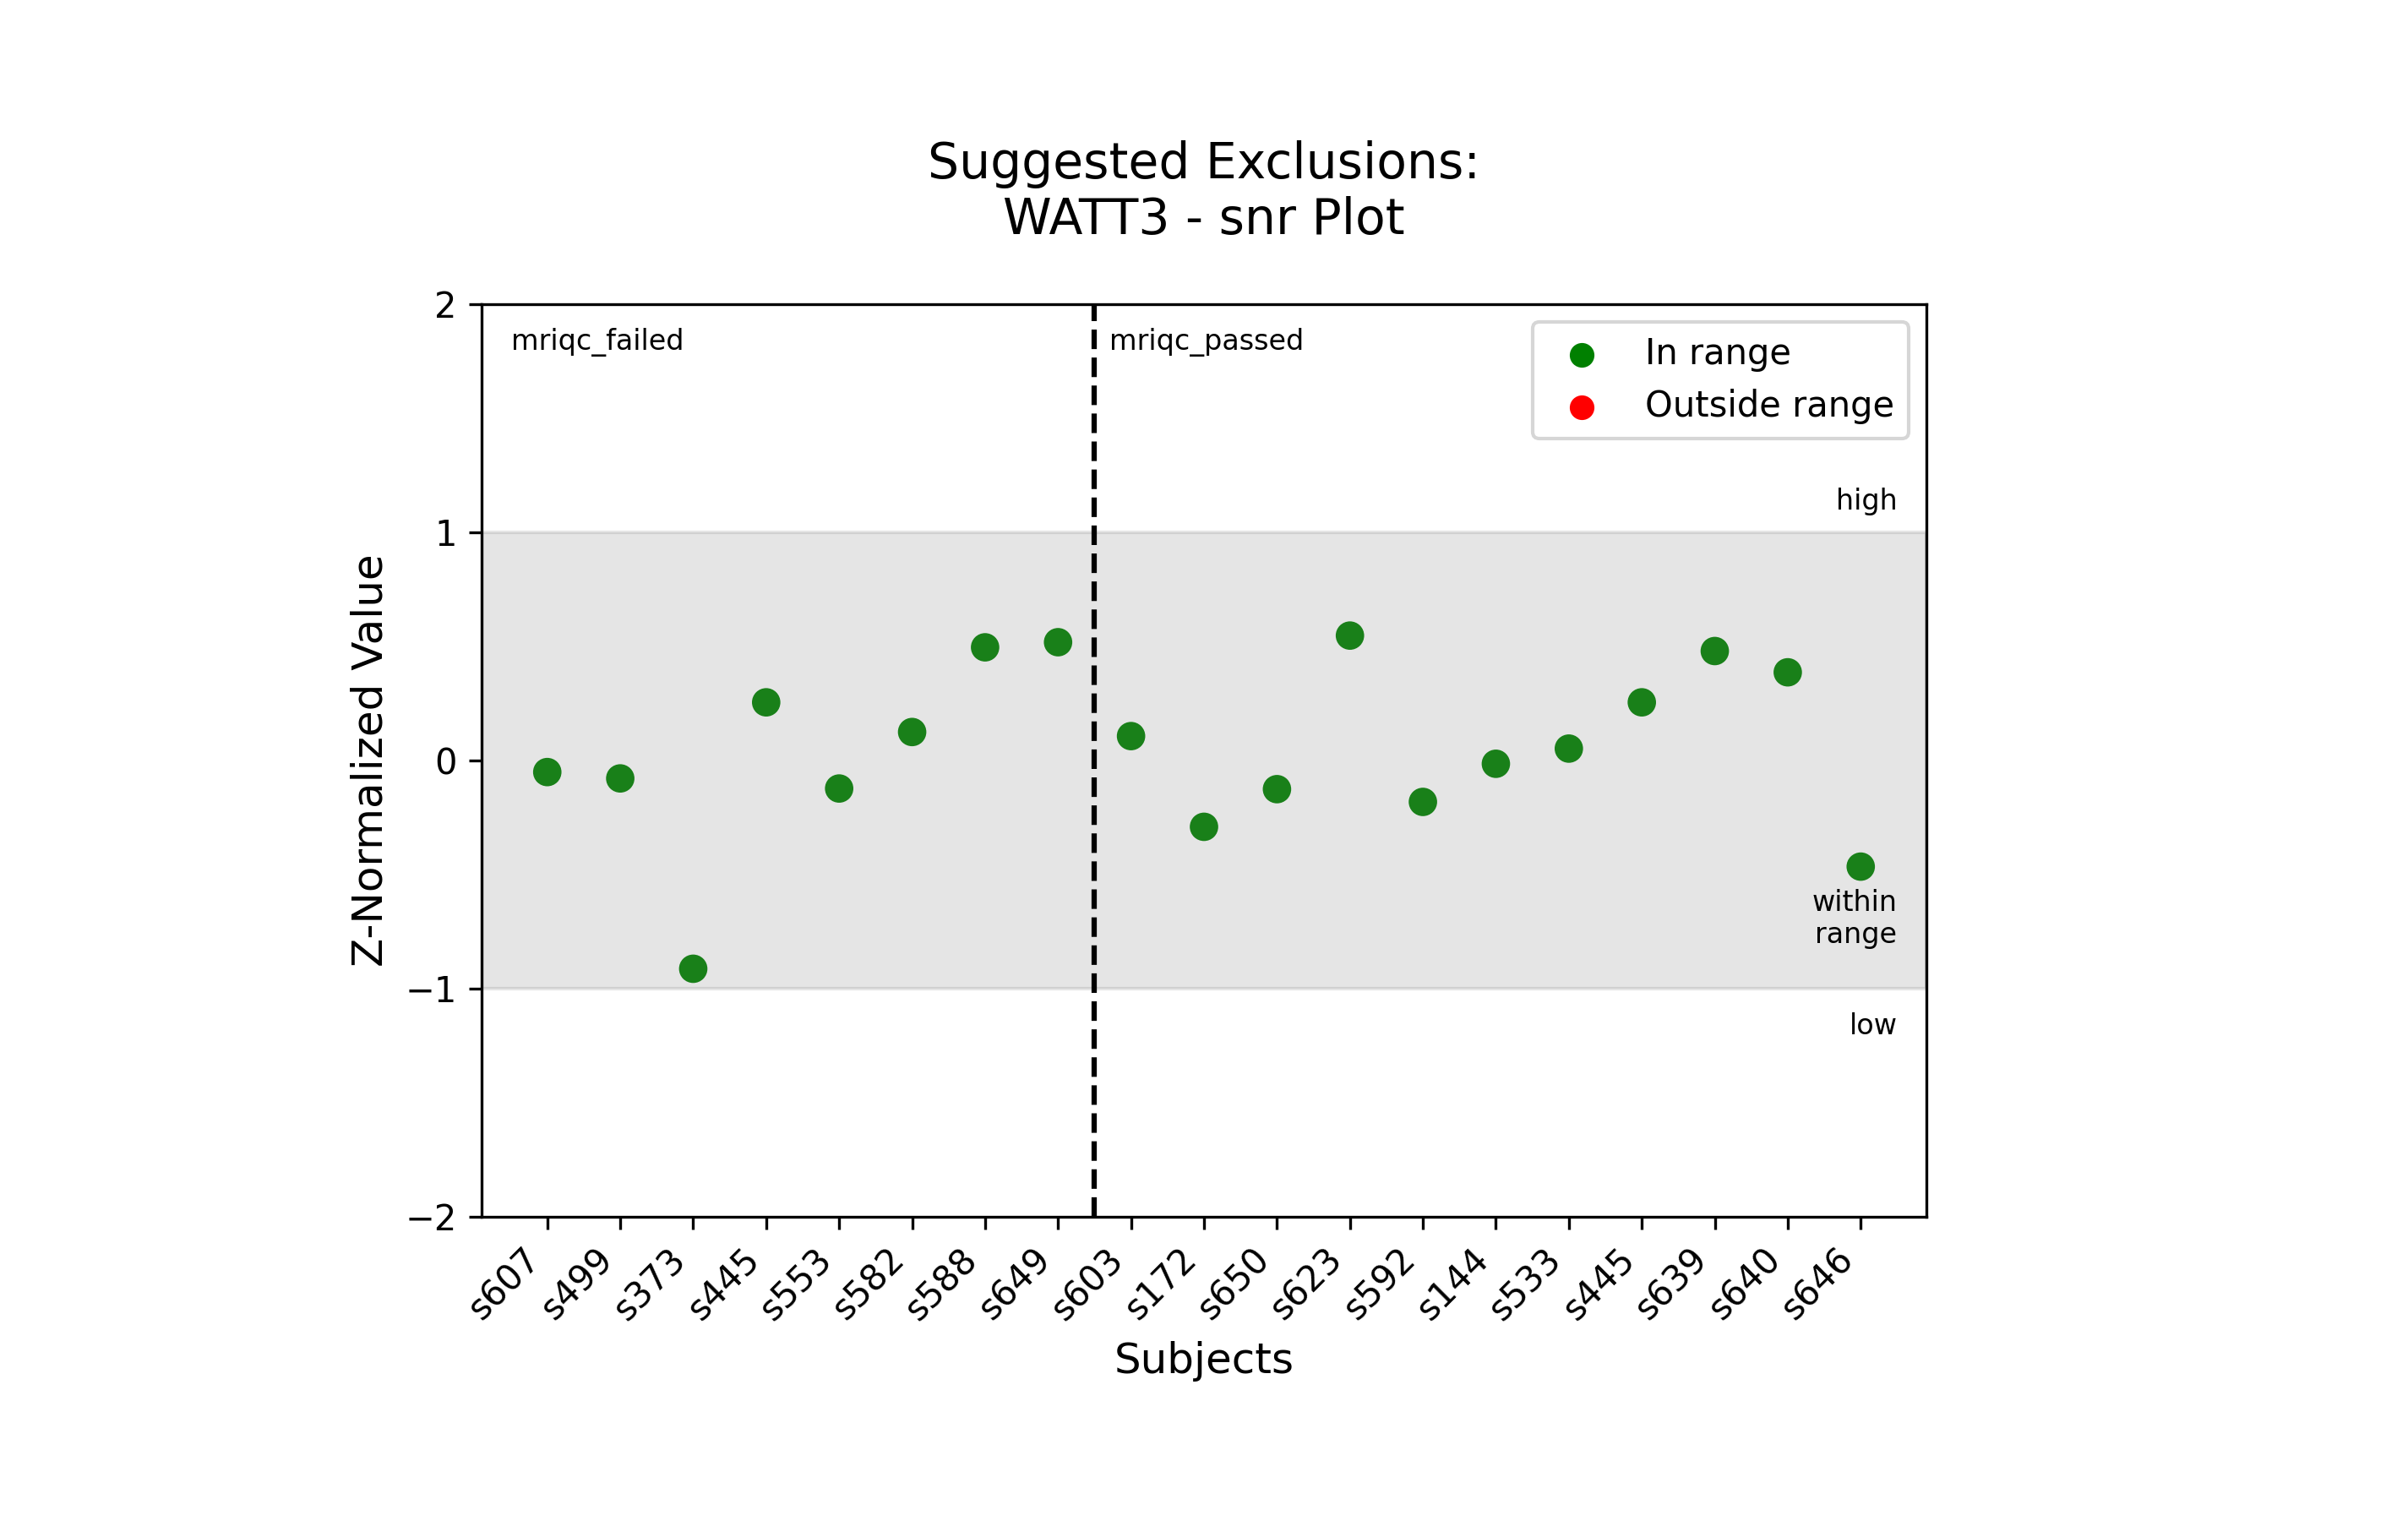 Suggested Exclusions:
WATT3 - snr Plot
2
mriqc_failed
mriqc_passed
In range
Outside range
high
1
0
within
range
−1
low
−2
Z-Normalized Value
s607
s499
s373
s445
s553
s582
s588
s649
s603
s172
s650
s623
s592
s144
s533
s445
s639
s640
s646
Subjects